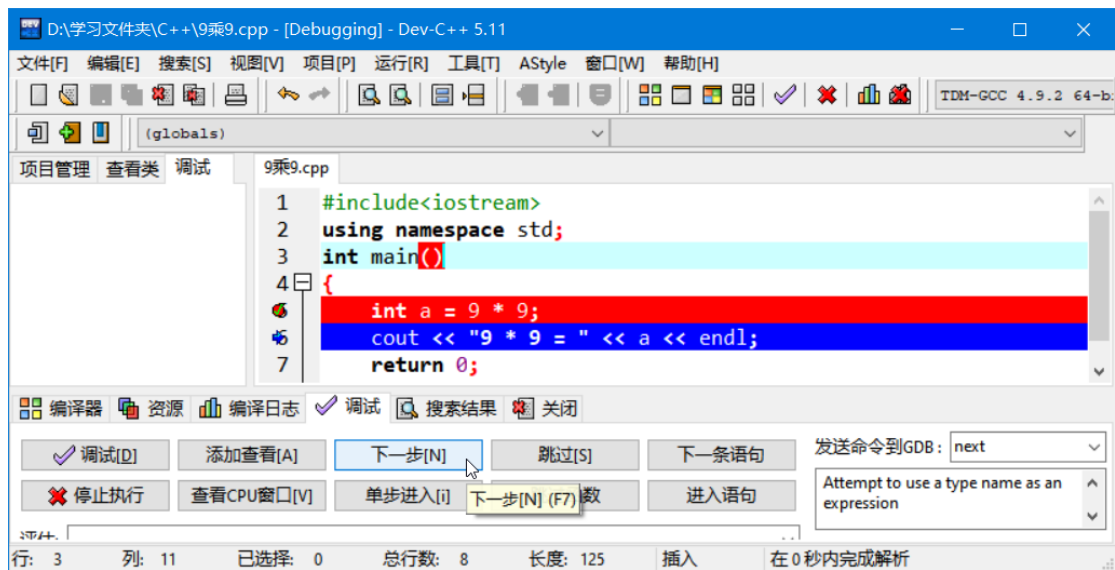 D:\学习文件夹\C++\9乘9.cpp - [Debugging] - Dev-C++ 5.11
文件[F] 编辑[E] 搜索[S] 视图[V] 项目[P] 运行[R] 工具[T] AStyle 窗口[W] 帮助[H]
TDM-GCC 4.9.2 64-b
(globals)
项目管理 查看类 调试 9乘9.cpp
1 #include<iostream>
2 using namespace std;
3 int main()
4 {
int a = 9 * 9;
cout << "9 * 9 = " << a << endl;
7 return 0;
编译器 资源 编译日志 调试 搜索结果 关闭
调试[D] 添加查看[A] 下一步[N] 跳过[S] 下一条语句 发送命令到GDB: next
停止执行 查看CPU窗口[V] 单步进入[i] 下一步[N] (F7) 数 进入语句
Attempt to use a type name as an
expression
行: 3 列: 11 已选择: 0 总行数: 8 长度: 125 插入 在0秒内完成解析